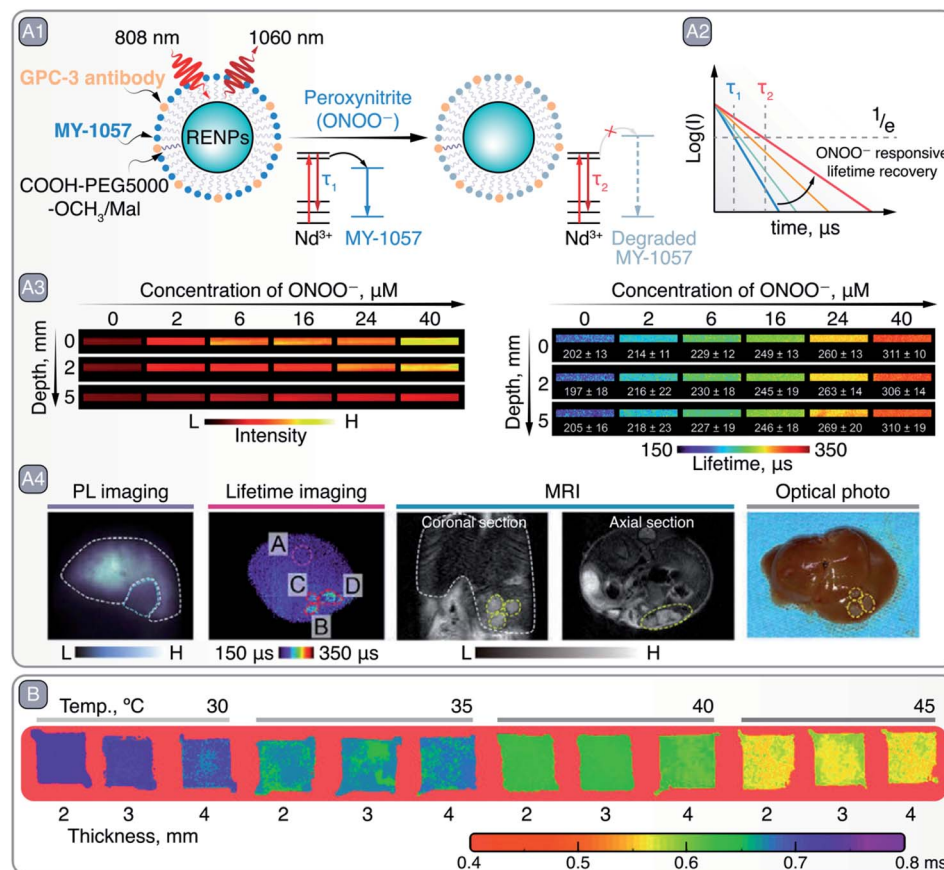 A1
808 nm
1060 nm
GPC-3 antibody
MY-1057
RENPs
COOH-PEG5000
-OCH₃/Mal
Peroxynitrite
(ONOO⁻)
τ₁
Nd³⁺
MY-1057
τ₂
Nd³⁺
Degraded
MY-1057
A2
Log(I)
τ₁
τ₂
1/e
ONOO⁻ responsive
lifetime recovery
time, μs
A3
Concentration of ONOO⁻, μM
0 2 6 16 24 40
Depth, mm
0
2
5
L H
Intensity
Concentration of ONOO⁻, μM
0 2 6 16 24 40
Depth, mm
0
202 ± 13 214 ± 11 229 ± 12 249 ± 13 260 ± 13 311 ± 10
2
197 ± 18 216 ± 22 230 ± 18 245 ± 19 263 ± 14 306 ± 14
5
205 ± 16 218 ± 23 227 ± 19 246 ± 18 269 ± 20 310 ± 19
150 350
Lifetime, μs
A4
PL imaging
Lifetime imaging
MRI
Optical photo
Coronal section
Axial section
A
C
D
B
L H
150 μs 350 μs
L H
B
Temp., ºC 30 35 40 45
2 3 4 2 3 4 2 3 4 2 3 4
Thickness, mm
0.4 0.5 0.6 0.7 0.8 ms